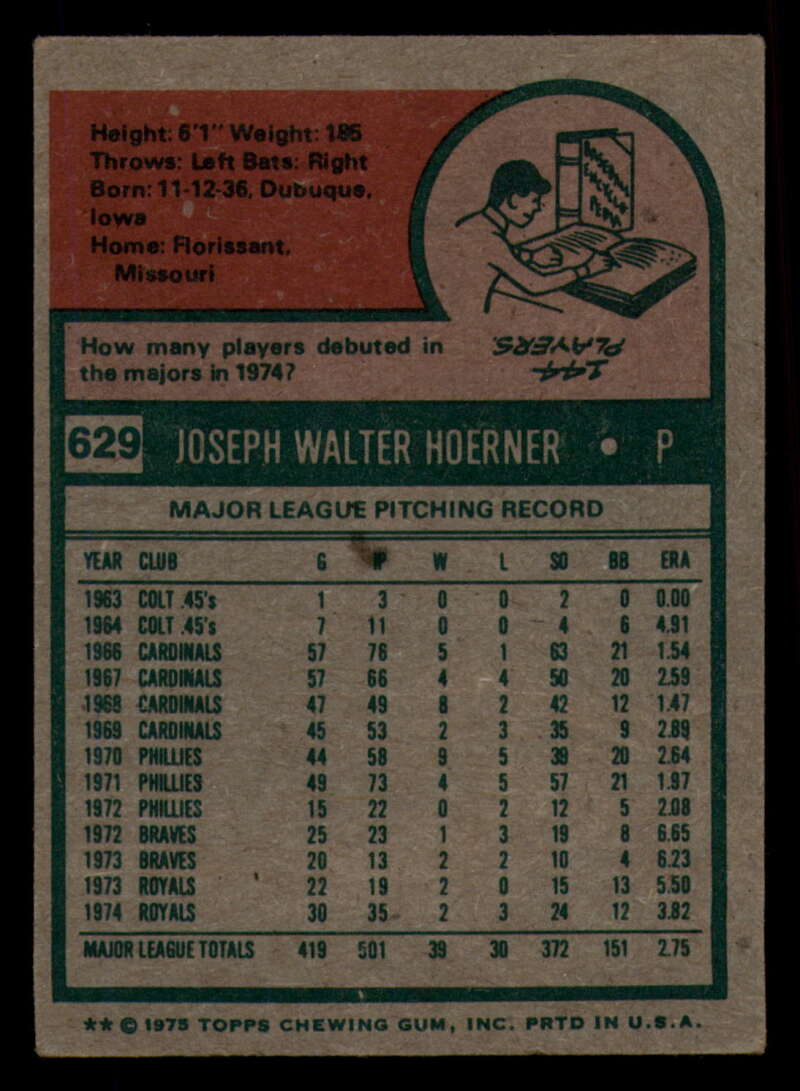 Height: 6'1" Weight: 185
Throws: Left Bats: Right
Born: 11-12-36, Dubuque,
Iowa
Home: Florissant,
Missouri
BASEBALL
ENCYCLO
PEDIA
How many players debuted in
the majors in 1974?
144
PLAYERS.
629 JOSEPH WALTER HOERNER • P
MAJOR LEAGUE PITCHING RECORD
YEAR CLUB G IP W L SO BB ERA
1963 COLT .45's 1 3 0 0 2 0 0.00
1964 COLT .45's 7 11 0 0 4 6 4.91
1966 CARDINALS 57 76 5 1 63 21 1.54
1967 CARDINALS 57 66 4 4 50 20 2.59
1968 CARDINALS 47 49 8 2 42 12 1.47
1969 CARDINALS 45 53 2 3 35 9 2.89
1970 PHILLIES 44 58 9 5 39 20 2.64
1971 PHILLIES 49 73 4 5 57 21 1.97
1972 PHILLIES 15 22 0 2 12 5 2.08
1972 BRAVES 25 23 1 3 19 8 6.65
1973 BRAVES 20 13 2 2 10 4 6.23
1973 ROYALS 22 19 2 0 15 13 5.50
1974 ROYALS 30 35 2 3 24 12 3.82
MAJOR LEAGUE TOTALS 419 501 39 30 372 151 2.75
** © 1975 TOPPS CHEWING GUM, INC. PRTD IN U.S.A.